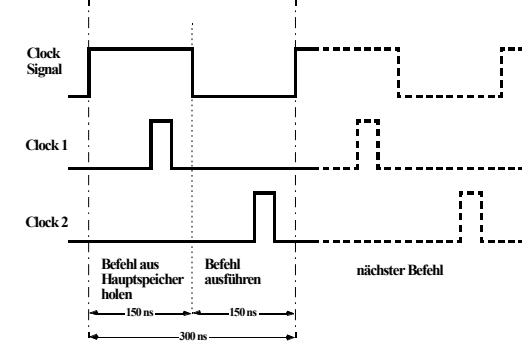 Clock
Signal
Clock 1
Clock 2
Befehl aus
Hauptspeicher
holen
Befehl
ausführen
nächster Befehl
150 ns
150 ns
300 ns